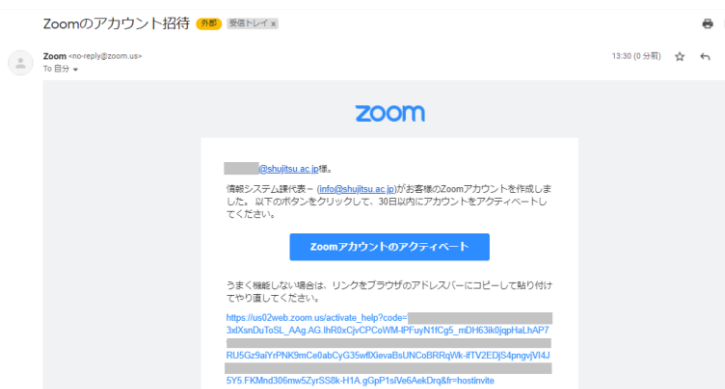 Zoomのアカウント招待 外部 受信トレイ x
Zoom <no-reply@zoom.us>
13:30 (0 分前)
To 自分
zoom
@shujitsu.ac.jp様。
情報システム課代表 – (info@shujitsu.ac.jp)がお客様のZoomアカウントを作成しま
した。 以下のボタンをクリックして、30日以内にアカウントをアクティベートし
てください。
Zoomアカウントのアクティベート
うまく機能しない場合は、リンクをブラウザのアドレスバーにコピーして貼り付け
てやり直してください。
https://us02web.zoom.us/activate_help?code=
3xlXsnDuToSL_AAg.AG.lhR0xCjvCPCoWM-lPFuyN1fCg5_mDH63ik0jqpHaLhAP7
RU5Gz9aiYrPNK9mCe0abCyG35wflXievaBsUNCoBRRqWk-ifTV2EDjS4pngvjVl4J
5Y5.FKMnd306mw5ZyrSS8k-H1A.gGpP1siVe6AekDrq&fr=hostinvite